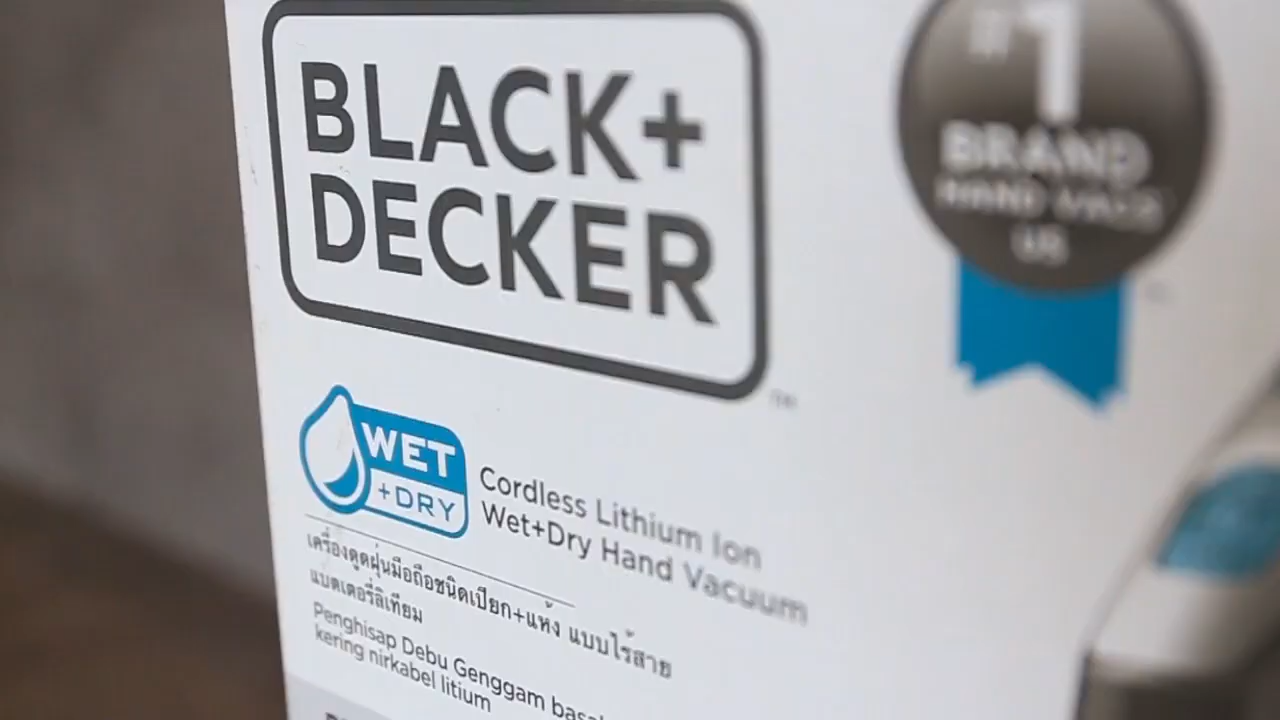 BLACK+
DECKER
#1
BRAND
HAND VACS
US
WET
+DRY
Cordless Lithium Ion
Wet+Dry Hand Vacuum
เครื่องดูดฝุ่นมือถือชนิดเปียก+แห้ง แบบไร้สาย
แบตเตอรี่ลิเทียม
Penghisap Debu Genggam
kering nirkabel litium